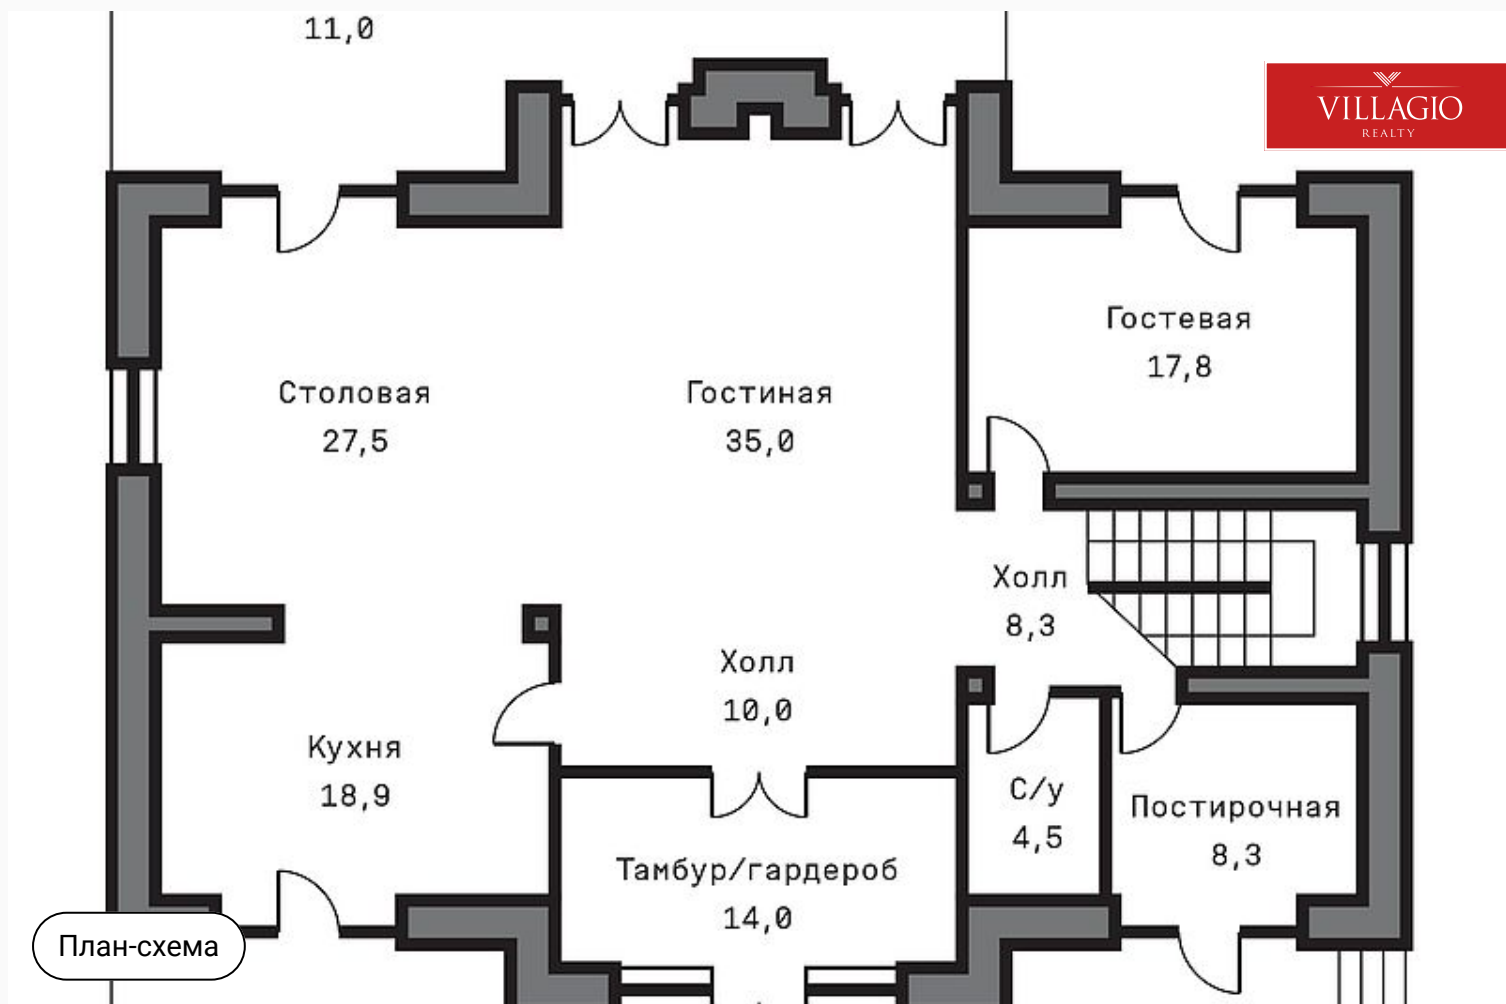 11,0
VILLAGIO
REALTY
Гостевая
17,8
Столовая
27,5
Гостиная
35,0
Холл
8,3
Холл
10,0
Кухня
18,9
С/у
4,5
Постирочная
8,3
Тамбур/гардероб
14,0
План-схема